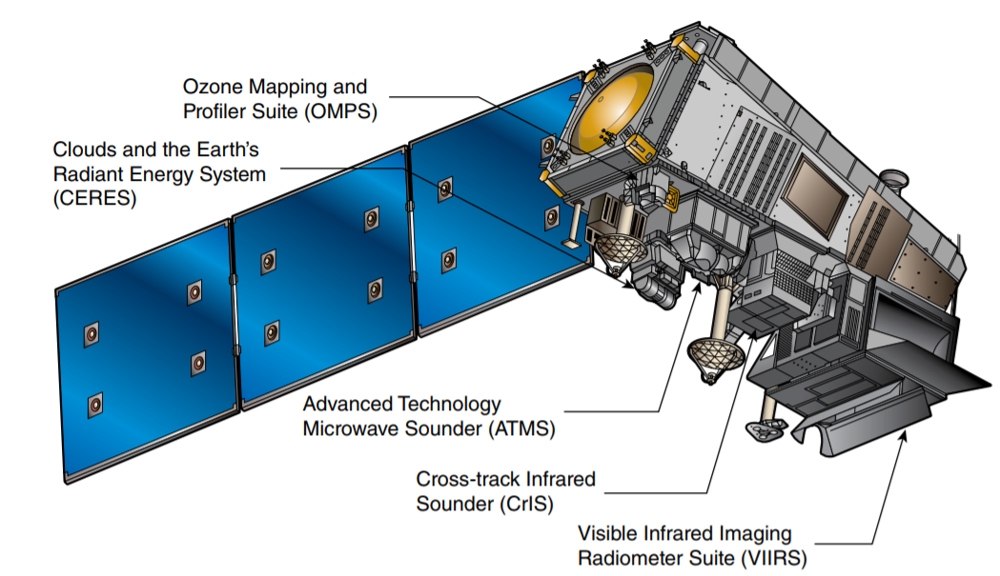 Ozone Mapping and
Profiler Suite (OMPS)
Clouds and the Earth's
Radiant Energy System
(CERES)
Advanced Technology
Microwave Sounder (ATMS)
Cross-track Infrared
Sounder (CrIS)
Visible Infrared Imaging
Radiometer Suite (VIIRS)